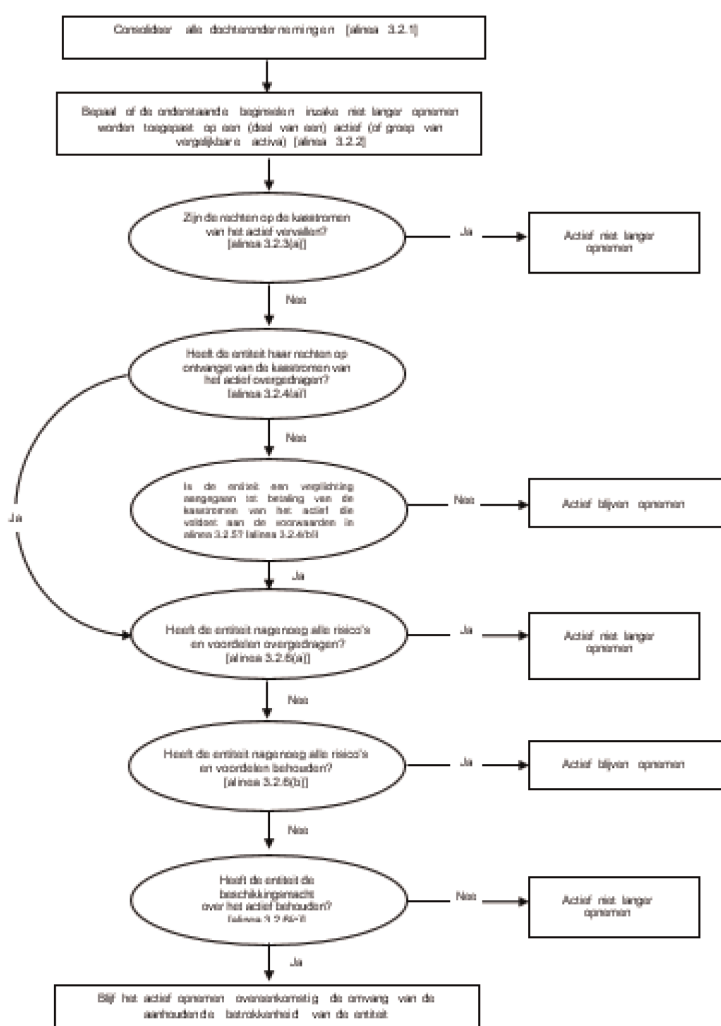 Consolideer alle dochterondernemingen [alinea 3.2.1]
Bepaal of de onderstaande beginselen inzake niet langer opnemen
worden toegepast op een (deel van een) actief (of groep van
vergelijkbare activa) [alinea 3.2.2]
Zijn de rechten op de kasstromen
van het actief vervallen?
[alinea 3.2.3(a)]
Ja
Actief niet langer
opnemen
Nee
Heeft de entiteit haar rechten op
ontvangst van de kasstromen van
het actief overgedragen?
[alinea 3.2.4(a)]
Nee
Ja
Is de entiteit een verplichting
aangegaan tot betaling van de
kasstromen van het actief die
voldoet aan de voorwaarden in
alinea 3.2.5? [alinea 3.2.4(b)]
Nee
Actief blijven opnemen
Ja
Heeft de entiteit nagenoeg alle risico's
en voordelen overgedragen?
[alinea 3.2.6(a)]
Ja
Actief niet langer
opnemen
Nee
Heeft de entiteit nagenoeg alle risico's
en voordelen behouden?
[alinea 3.2.6(b)]
Ja
Actief blijven opnemen
Nee
Heeft de entiteit de
beschikkingsmacht
over het actief behouden?
[alinea 3.2.6(c)]
Nee
Actief niet langer
opnemen
Ja
Blijf het actief opnemen overeenkomstig de omvang van de
aanhoudende betrokkenheid van de entiteit